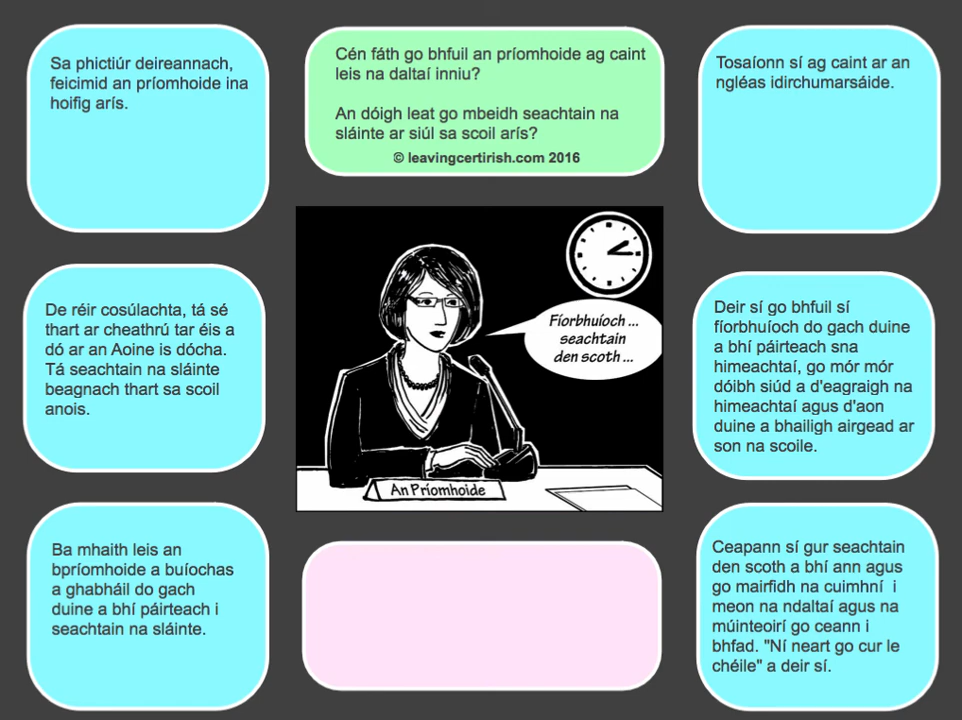 Sa phictiúr deireannach,
feicimid an príomhoide ina
hoifig arís.
Cén fáth go bhfuil an príomhoide ag caint
leis na daltaí inniu?
An dóigh leat go mbeidh seachtain na
sláinte ar siúl sa scoil arís?
© leavingcertirish.com 2016
Tosaíonn sí ag caint ar an
ngléas idirchumarsáide.
De réir cosúlachta, tá sé
thart ar cheathrú tar éis a
dó ar an Aoine is dócha.
Tá seachtain na sláinte
beagnach thart sa scoil
anois.
Fíorbhuíoch ...
seachtain
den scoth ...
An Príomhoide
Deir sí go bhfuil sí
fíorbhuíoch do gach duine
a bhí páirteach sna
himeachtaí, go mór mór
dóibh siúd a d'eagraigh na
himeachtaí agus d'aon
duine a bhailigh airgead ar
son na scoile.
Ba mhaith leis an
bpríomhoide a buíochas
a ghabháil do gach
duine a bhí páirteach i
seachtain na sláinte.
Ceapann sí gur seachtain
den scoth a bhí ann agus
go mairfidh na cuimhní i
meon na ndaltaí agus na
múinteoirí go ceann i
bhfad. "Ní neart go cur le
chéile" a deir sí.